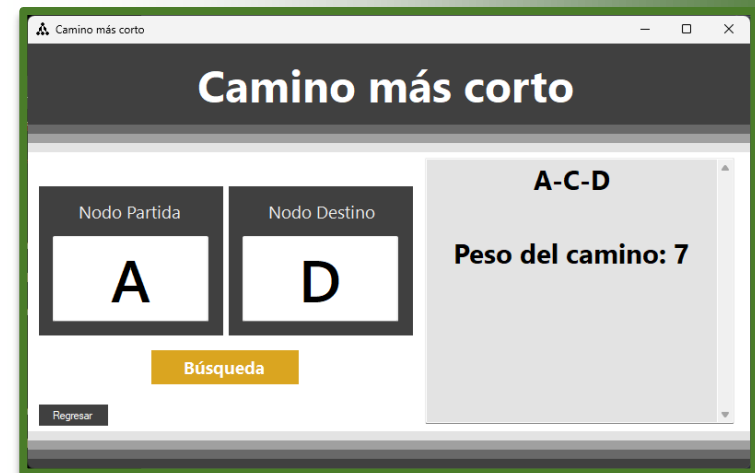 Camino más corto
Camino más corto
Nodo Partida
Nodo Destino
A
D
Búsqueda
Regresar
A-C-D
Peso del camino: 7